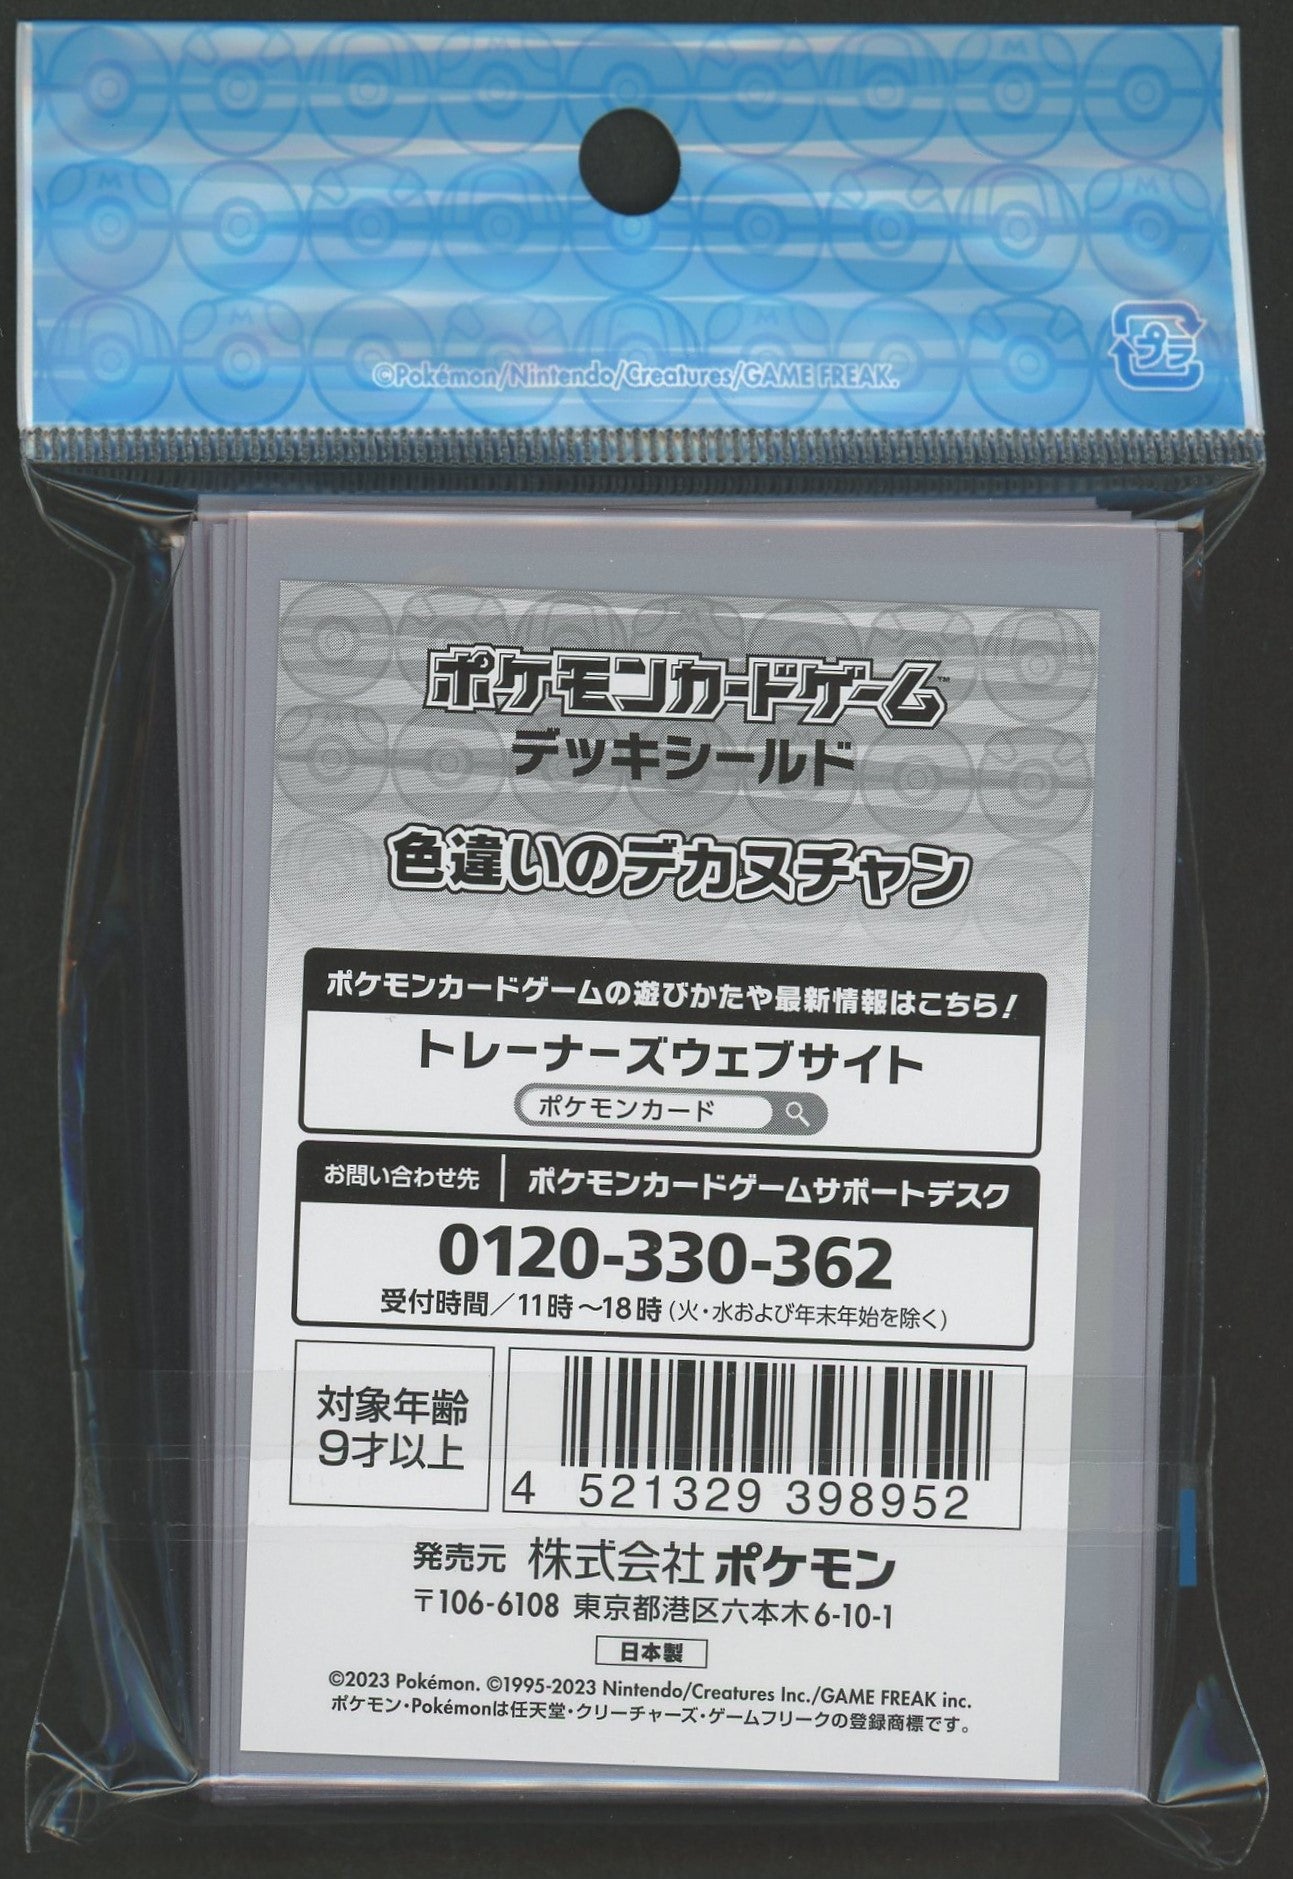 ©Pokémon/Nintendo/Creatures/GAME FREAK.
プラ
ポケモンカードゲーム™
デッキシールド
色違いのデカヌチャン
ポケモンカードゲームの遊びかたや最新情報はこちら!
トレーナーズウェブサイト
ポケモンカード
お問い合わせ先 ポケモンカードゲームサポートデスク
0120-330-362
受付時間/11時~18時(火・水および年末年始を除く)
対象年齢
9才以上
4 521329 398952
発売元 株式会社ポケモン
〒106-6108 東京都港区六本木6-10-1
日本製
©2023 Pokémon. ©1995-2023 Nintendo/Creatures Inc./GAME FREAK inc.
ポケモン・Pokémonは任天堂・クリーチャーズ・ゲームフリークの登録商標です。